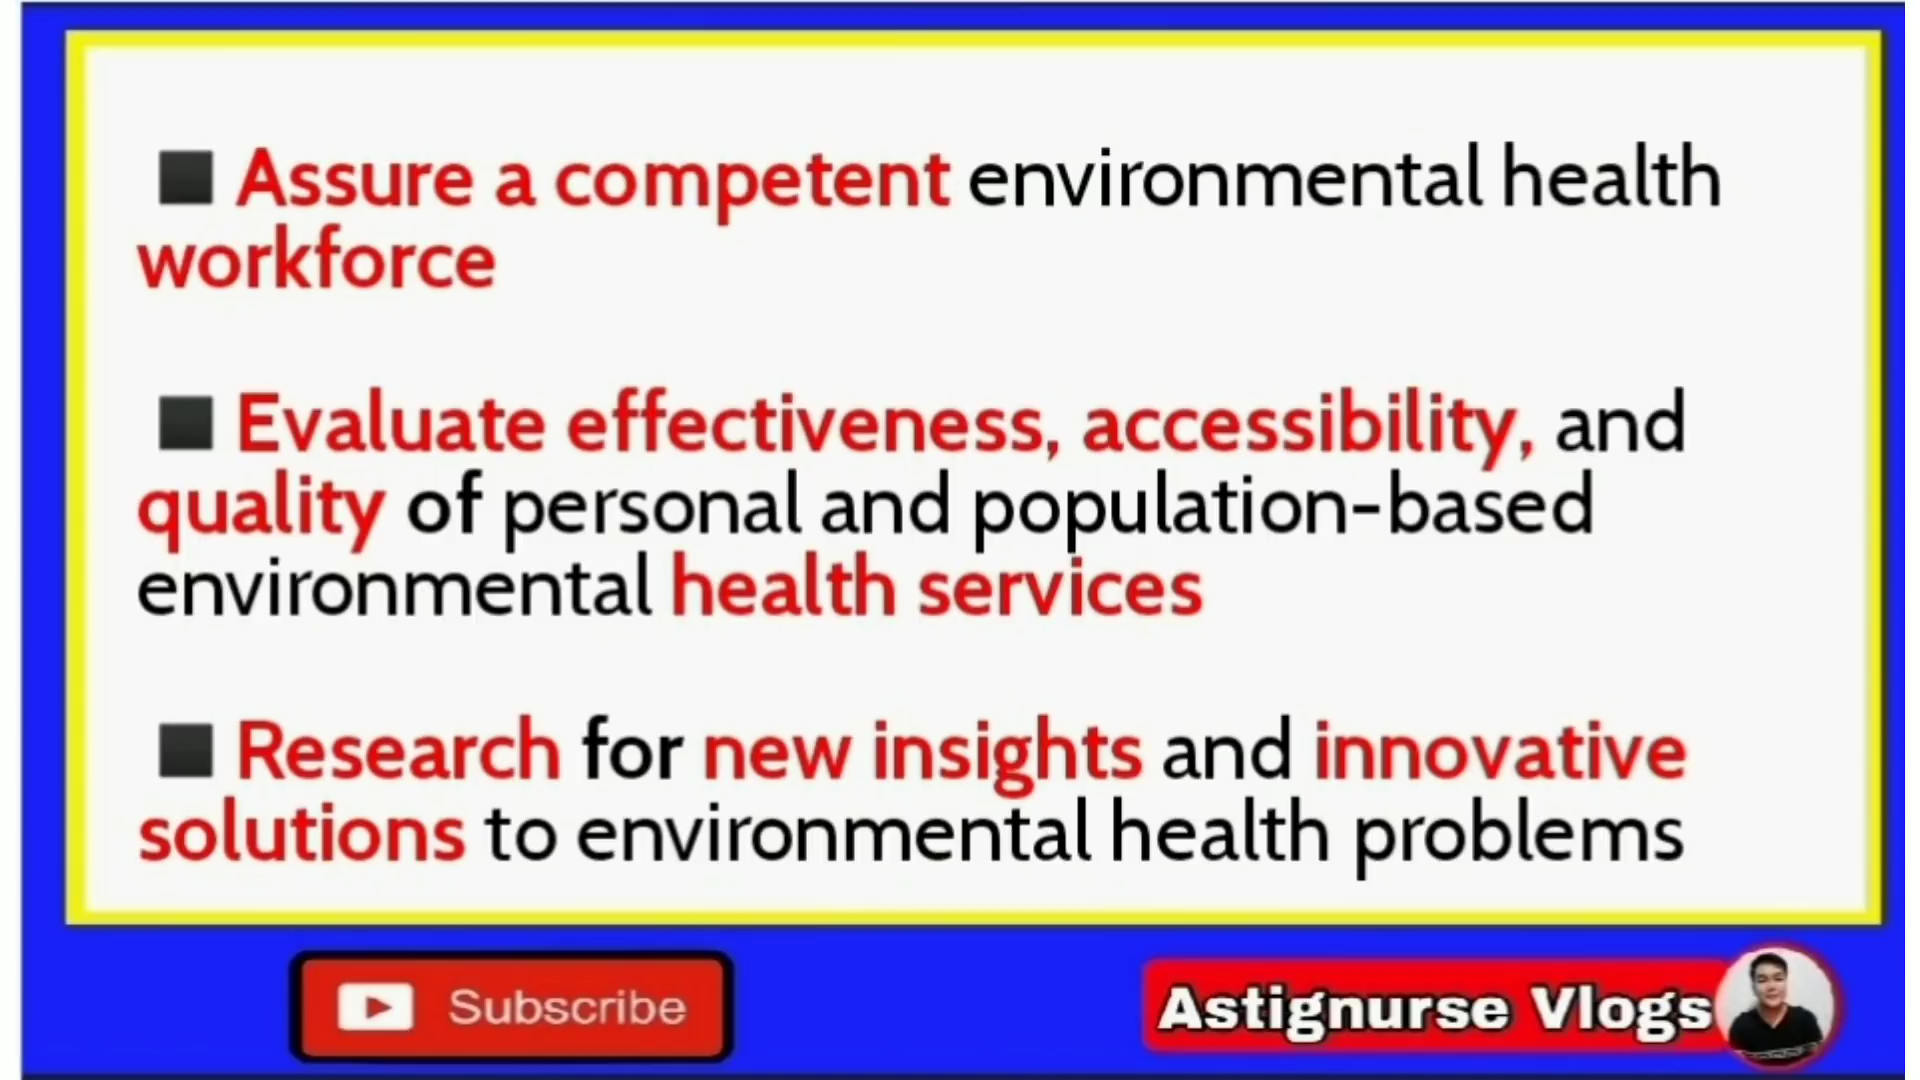 ◼ Assure a competent environmental health
workforce
◼ Evaluate effectiveness, accessibility, and
quality of personal and population-based
environmental health services
◼ Research for new insights and innovative
solutions to environmental health problems
Subscribe
Astignurse Vlogs